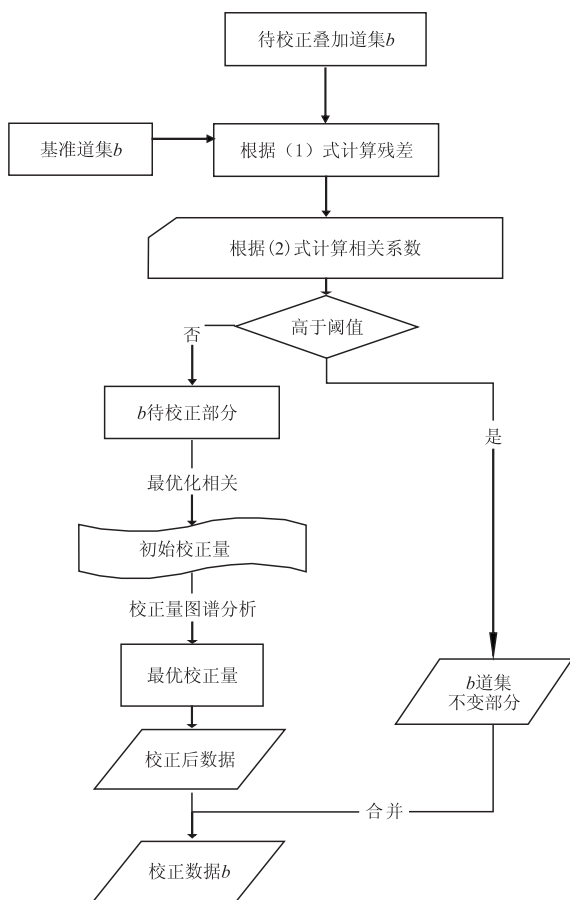 待校正叠加道集b
基准道集b
根据（1）式计算残差
根据(2)式计算相关系数
高于阈值
否
b待校正部分
是
最优化相关
初始校正量
校正量图谱分析
最优校正量
b道集
不变部分
校正后数据
合并
校正数据b